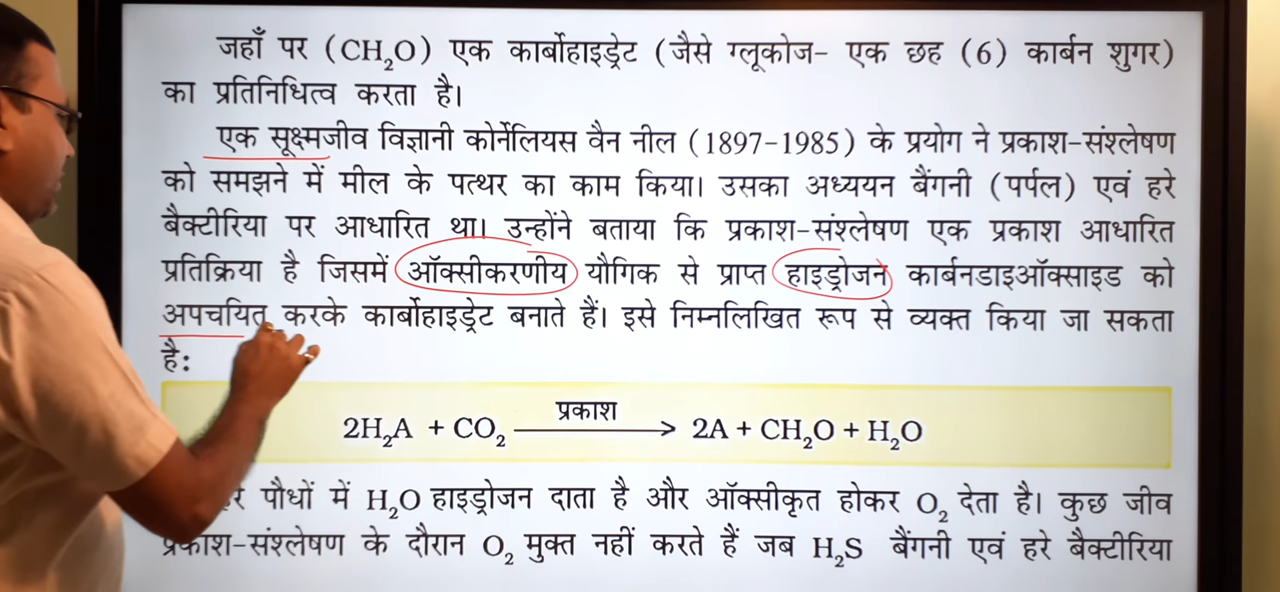 जहाँ पर (CH₂O) एक कार्बोहाइड्रेट (जैसे ग्लूकोज- एक छह (6) कार्बन शुगर)
का प्रतिनिधित्व करता है।
एक सूक्ष्मजीव विज्ञानी कोर्नेलियस वैन नील (1897-1985) के प्रयोग ने प्रकाश-संश्लेषण
को समझने में मील के पत्थर का काम किया। उसका अध्ययन बैंगनी (पर्पल) एवं हरे
बैक्टीरिया पर आधारित था। उन्होंने बताया कि प्रकाश-संश्लेषण एक प्रकाश आधारित
प्रतिक्रिया है जिसमें ऑक्सीकरणीय यौगिक से प्राप्त हाइड्रोजन कार्बनडाइऑक्साइड को
अपचयित करके कार्बोहाइड्रेट बनाते हैं। इसे निम्नलिखित रूप से व्यक्त किया जा सकता
है:
प्रकाश
2H₂A + CO₂ ⟶ 2A + CH₂O + H₂O
पौधों में H₂O हाइड्रोजन दाता है और ऑक्सीकृत होकर O₂ देता है। कुछ जीव
प्रकाश-संश्लेषण के दौरान O₂ मुक्त नहीं करते हैं जब H₂S बैंगनी एवं हरे बैक्टीरिया